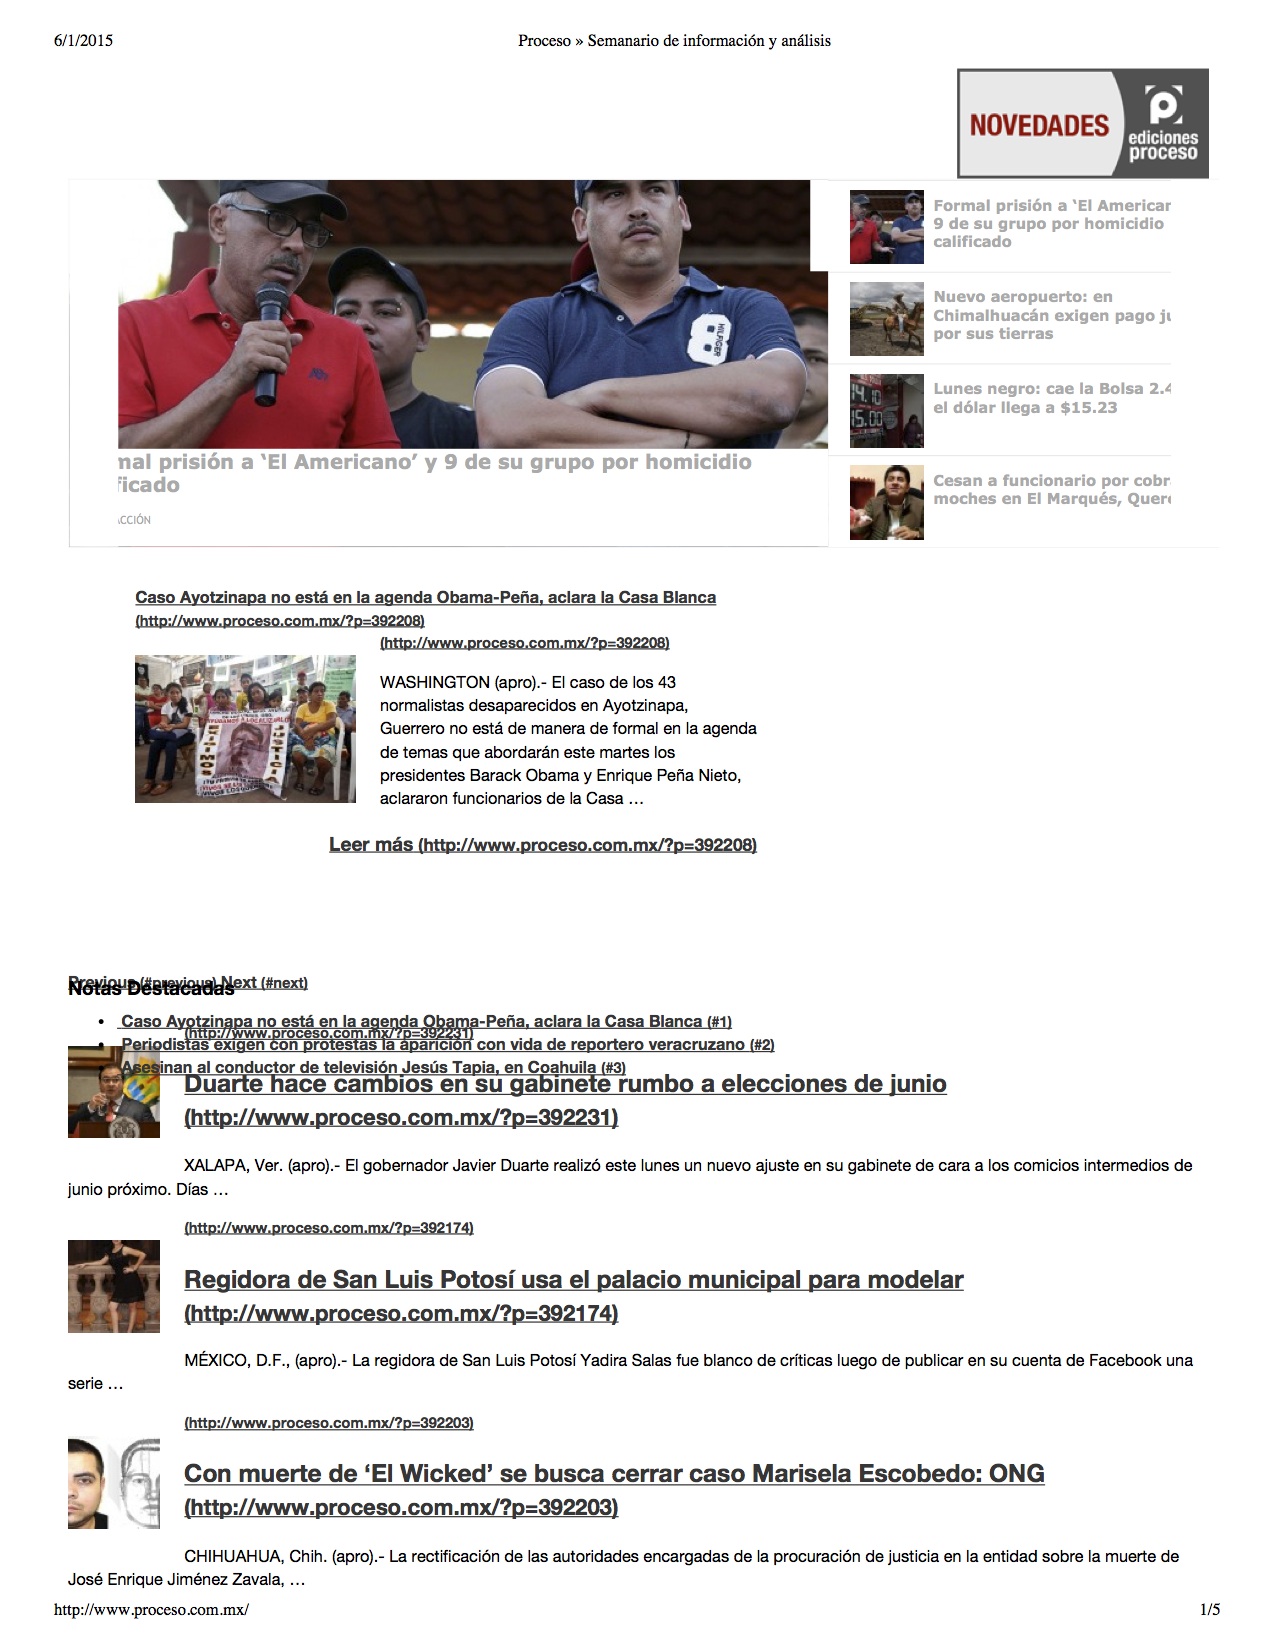 6/1/2015
Proceso » Semanario de información y análisis
NOVEDADES
ediciones
proceso
HILFIGER
8
mal prisión a ‘El Americano’ y 9 de su grupo por homicidio
ficado
ACCIÓN
Formal prisión a ‘El American
9 de su grupo por homicidio
calificado
Nuevo aeropuerto: en
Chimalhuacán exigen pago ju
por sus tierras
14.10
15.00
Lunes negro: cae la Bolsa 2.4
el dólar llega a $15.23
Cesan a funcionario por cobra
moches en El Marqués, Quer
Caso Ayotzinapa no está en la agenda Obama-Peña, aclara la Casa Blanca
(http://www.proceso.com.mx/?p=392208)
(http://www.proceso.com.mx/?p=392208)
EXIGIMOS
JUSTICIA
WASHINGTON (apro).- El caso de los 43
normalistas desaparecidos en Ayotzinapa,
Guerrero no está de manera de formal en la agenda
de temas que abordarán este martes los
presidentes Barack Obama y Enrique Peña Nieto,
aclararon funcionarios de la Casa …
Leer más (http://www.proceso.com.mx/?p=392208)
Previous (#previous) Next (#next)
Notas Destacadas
• Caso Ayotzinapa no está en la agenda Obama-Peña, aclara la Casa Blanca (#1)
(http://www.proceso.com.mx/?p=392231)
• Periodistas exigen con protestas la aparición con vida de reportero veracruzano (#2)
• Asesinan al conductor de televisión Jesús Tapia, en Coahuila (#3)
Duarte hace cambios en su gabinete rumbo a elecciones de junio
(http://www.proceso.com.mx/?p=392231)
XALAPA, Ver. (apro).- El gobernador Javier Duarte realizó este lunes un nuevo ajuste en su gabinete de cara a los comicios intermedios de
junio próximo. Días …
(http://www.proceso.com.mx/?p=392174)
Regidora de San Luis Potosí usa el palacio municipal para modelar
(http://www.proceso.com.mx/?p=392174)
MÉXICO, D.F., (apro).- La regidora de San Luis Potosí Yadira Salas fue blanco de críticas luego de publicar en su cuenta de Facebook una
serie …
(http://www.proceso.com.mx/?p=392203)
Con muerte de ‘El Wicked’ se busca cerrar caso Marisela Escobedo: ONG
(http://www.proceso.com.mx/?p=392203)
CHIHUAHUA, Chih. (apro).- La rectificación de las autoridades encargadas de la procuración de justicia en la entidad sobre la muerte de
José Enrique Jiménez Zavala, …
http://www.proceso.com.mx/
1/5